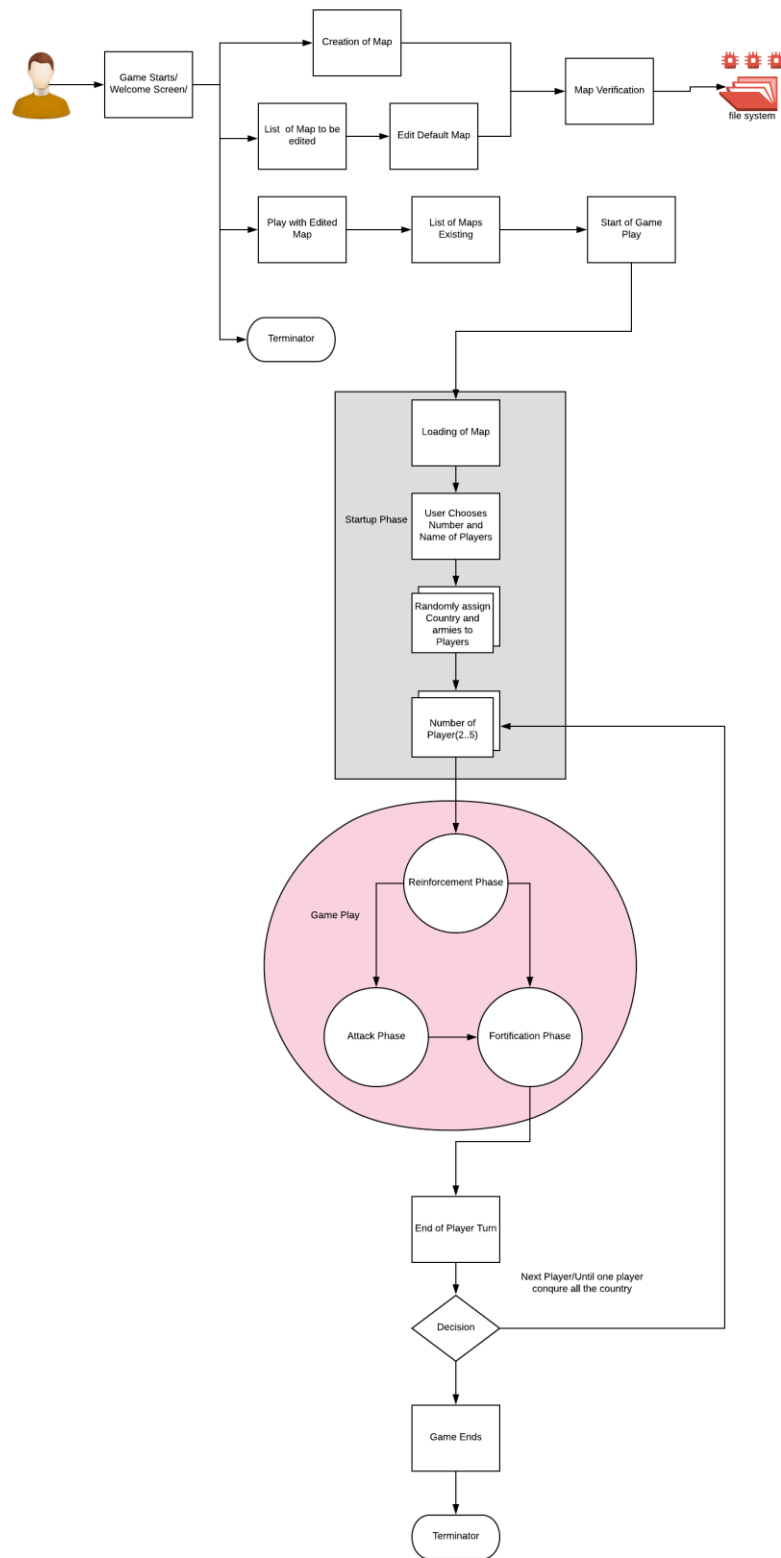 Creation of Map
Game Starts/
Welcome Screen/
Map Verification
file system
List of Map to be
edited
Edit Default Map
Play with Edited
Map
List of Maps
Existing
Start of Game
Play
Terminator
Loading of Map
Startup Phase
User Chooses
Number and
Name of Players
Randomly assign
Country and
armies to
Players
Number of
Player(2..5)
Reinforcement Phase
Game Play
Attack Phase
Fortification Phase
End of Player Turn
Next Player/Until one player
conqure all the country
Decision
Game Ends
Terminator